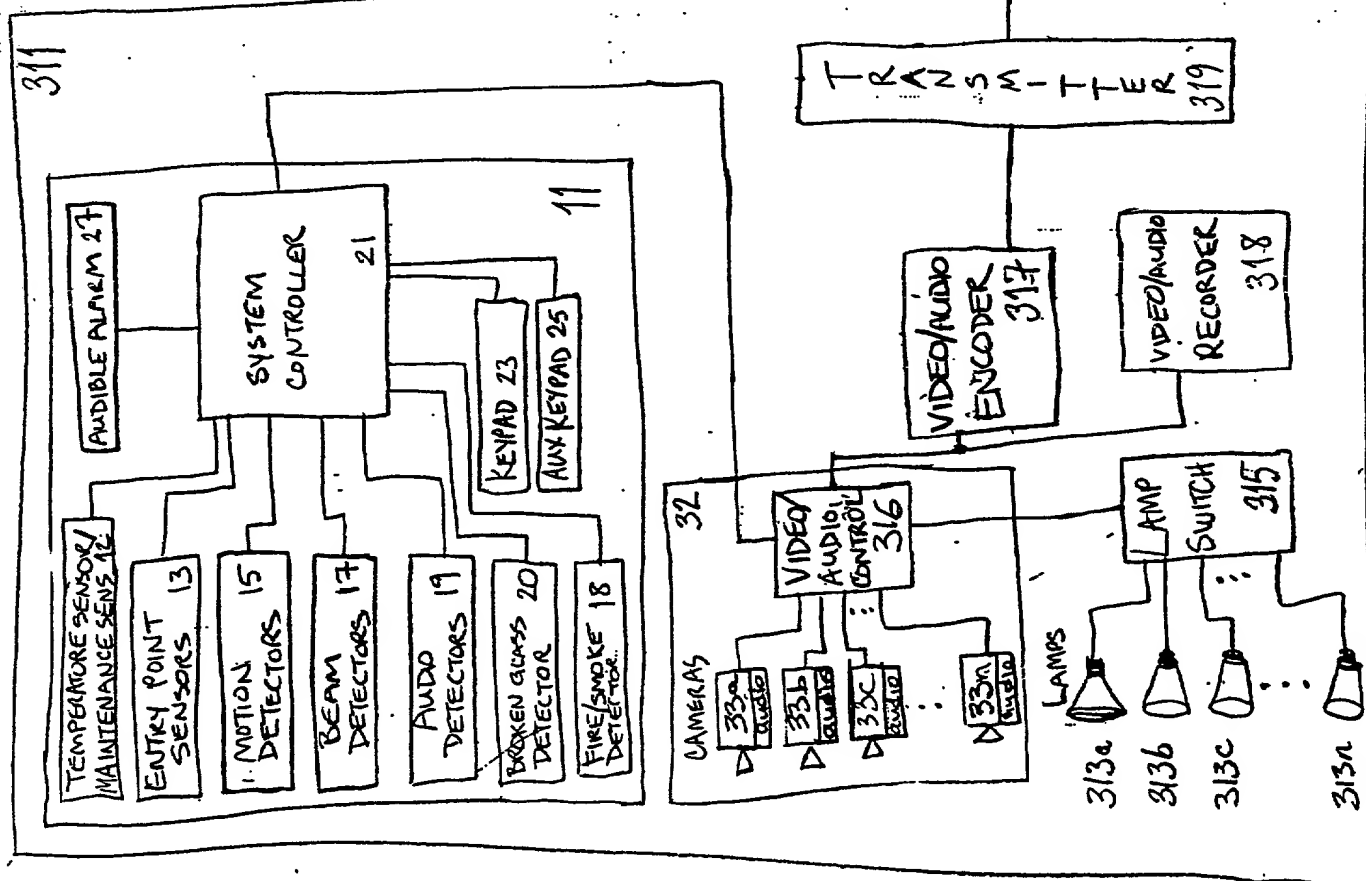 311
11
AUDIBLE ALARM 27
SYSTEM
CONTROLLER
21
TEMPERATURE SENSOR/
MAINTENANCE SENS 12
ENTRY POINT
SENSORS 13
MOTION
DETECTORS 15
BEAM
DETECTORS 17
AUDIO
DETECTORS 19
BROKEN GLASS
DETECTOR 20
FIRE/SMOKE
DETECTOR 18
KEYPAD 23
AUX KEYPAD 25
TRANSMITTER
319
VIDEO/AUDIO
ENCODER
317
VIDEO/AUDIO
RECORDER
318
32
VIDEO/
AUDIO
CONTROL
316
CAMERAS
33a
audio
33b
audio
33c
audio
33n
audio
LAMP
SWITCH
315
LAMPS
313a
313b
313c
313n